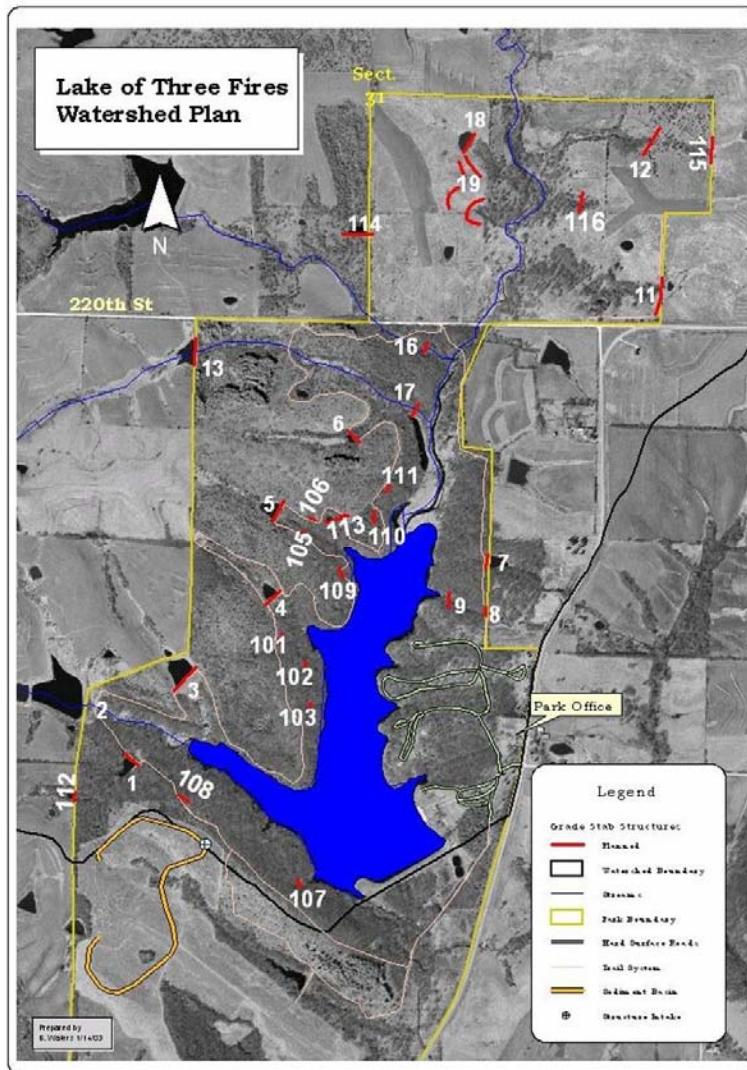 Lake of Three Fires
Watershed Plan
Sect.
31
18
19
12
115
116
114
11
N
220th St
13
16
17
6
111
5
106
113
110
105
109
7
4
9
8
101
102
3
103
2
Park Office
1
112
108
107
Legend
Grade Stab Structures
Planned
Watershed Boundary
Streams
Park Boundary
Hard Surface Roads
Trail System
Sediment Basin
Structure Intake
Prepared by